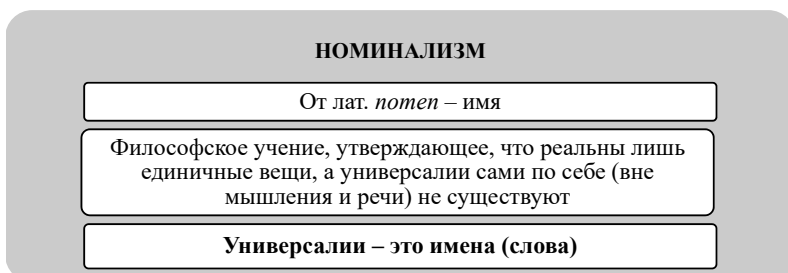 НОМИНАЛИЗМ
От лат. nomen – имя
Философское учение, утверждающее, что реальны лишь
единичные вещи, а универсалии сами по себе (вне
мышления и речи) не существуют
Универсалии – это имена (слова)